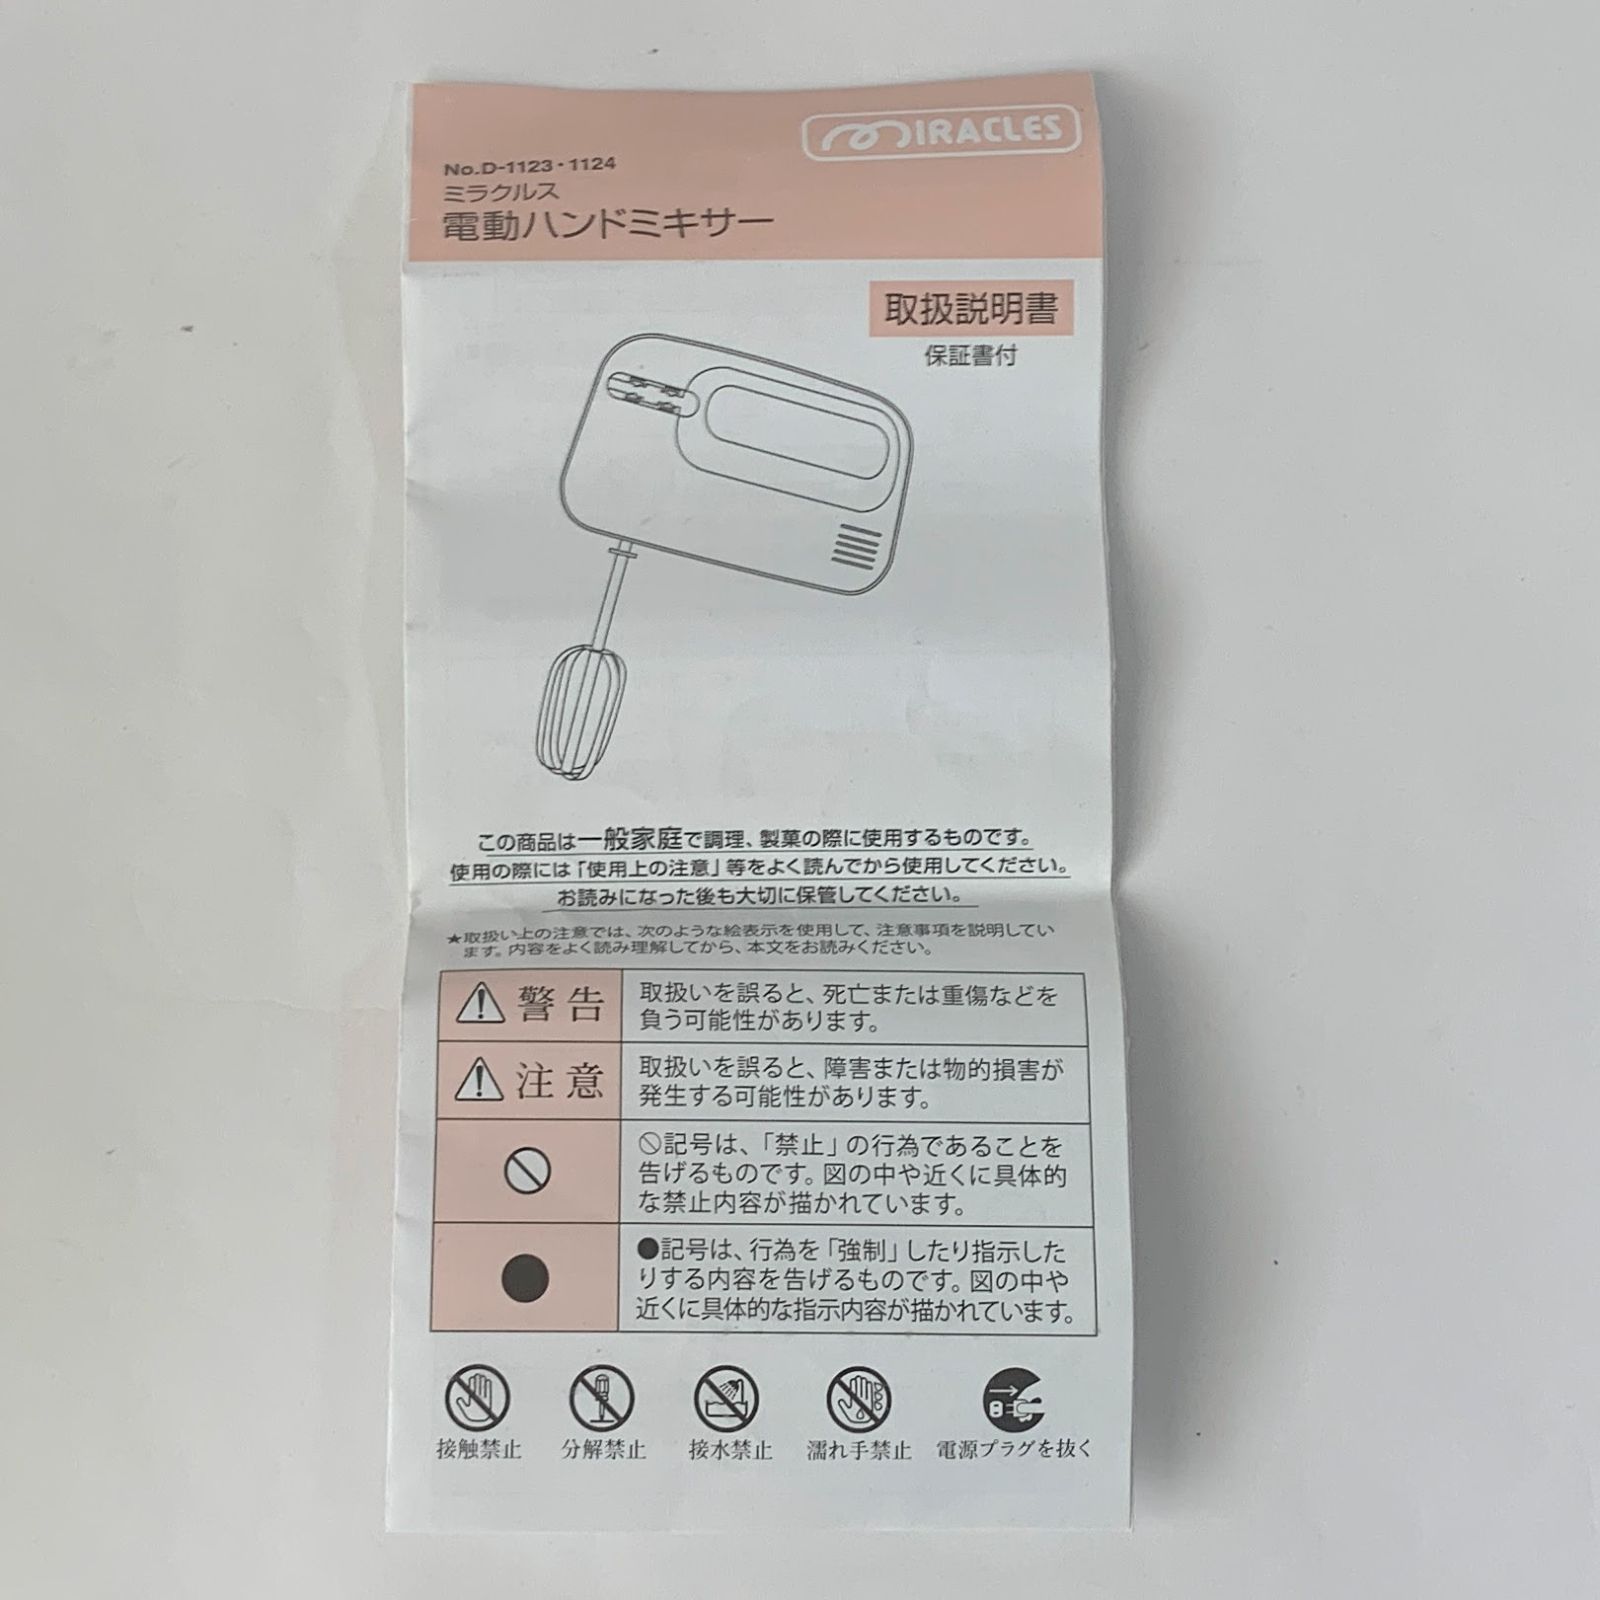 MIRACLES
No.D-1123・1124
ミラクルス
電動ハンドミキサー
取扱説明書
保証書付
この商品は一般家庭で調理、製菓の際に使用するものです。
使用の際には「使用上の注意」等をよく読んでから使用してください。
お読みになった後も大切に保管してください。
★取扱い上の注意では、次のような絵表示を使用して、注意事項を説明してい
ます。内容をよく読み理解してから、本文をお読みください。
警告
取扱いを誤ると、死亡または重傷などを
負う可能性があります。
注意
取扱いを誤ると、障害または物的損害が
発生する可能性があります。
🛇記号は、「禁止」の行為であることを
告げるものです。図の中や近くに具体的
な禁止内容が描かれています。
●記号は、行為を「強制」したり指示した
りする内容を告げるものです。図の中や
近くに具体的な指示内容が描かれています。
接触禁止 分解禁止 接水禁止 濡れ手禁止 電源プラグを抜く